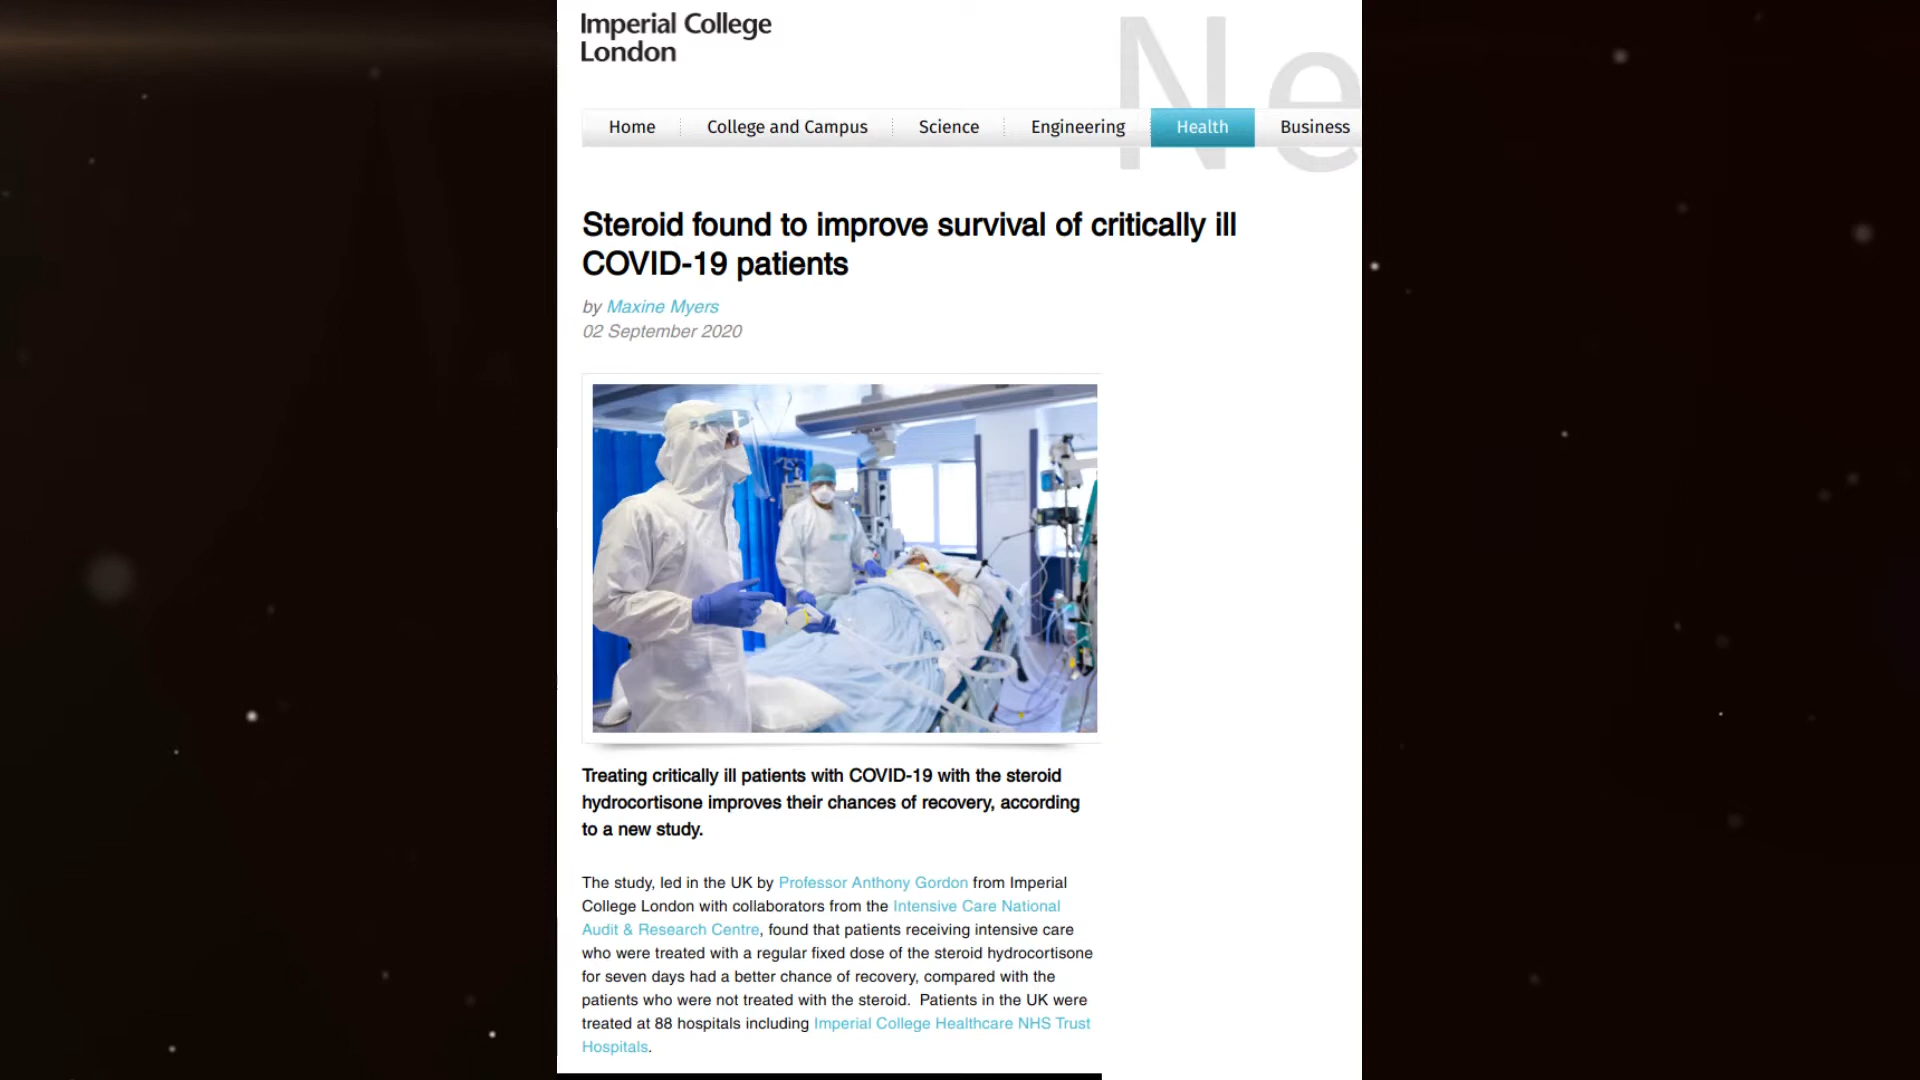 Imperial College
London
Ne
Home College and Campus Science Engineering Health Business
Steroid found to improve survival of critically ill
COVID-19 patients
by Maxine Myers
02 September 2020
Treating critically ill patients with COVID-19 with the steroid
hydrocortisone improves their chances of recovery, according
to a new study.
The study, led in the UK by Professor Anthony Gordon from Imperial
College London with collaborators from the Intensive Care National
Audit & Research Centre, found that patients receiving intensive care
who were treated with a regular fixed dose of the steroid hydrocortisone
for seven days had a better chance of recovery, compared with the
patients who were not treated with the steroid. Patients in the UK were
treated at 88 hospitals including Imperial College Healthcare NHS Trust
Hospitals.